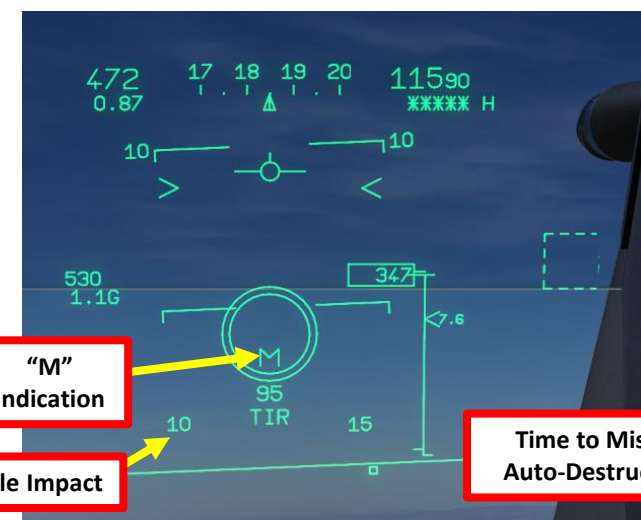 472 17 18 19 20 11590
0.87 ***** H
10 10
> <
530 347
1.1G <7.6
"M"
ndication
M
95
TIR
10 15
le Impact
Time to Mis
Auto-Destruc